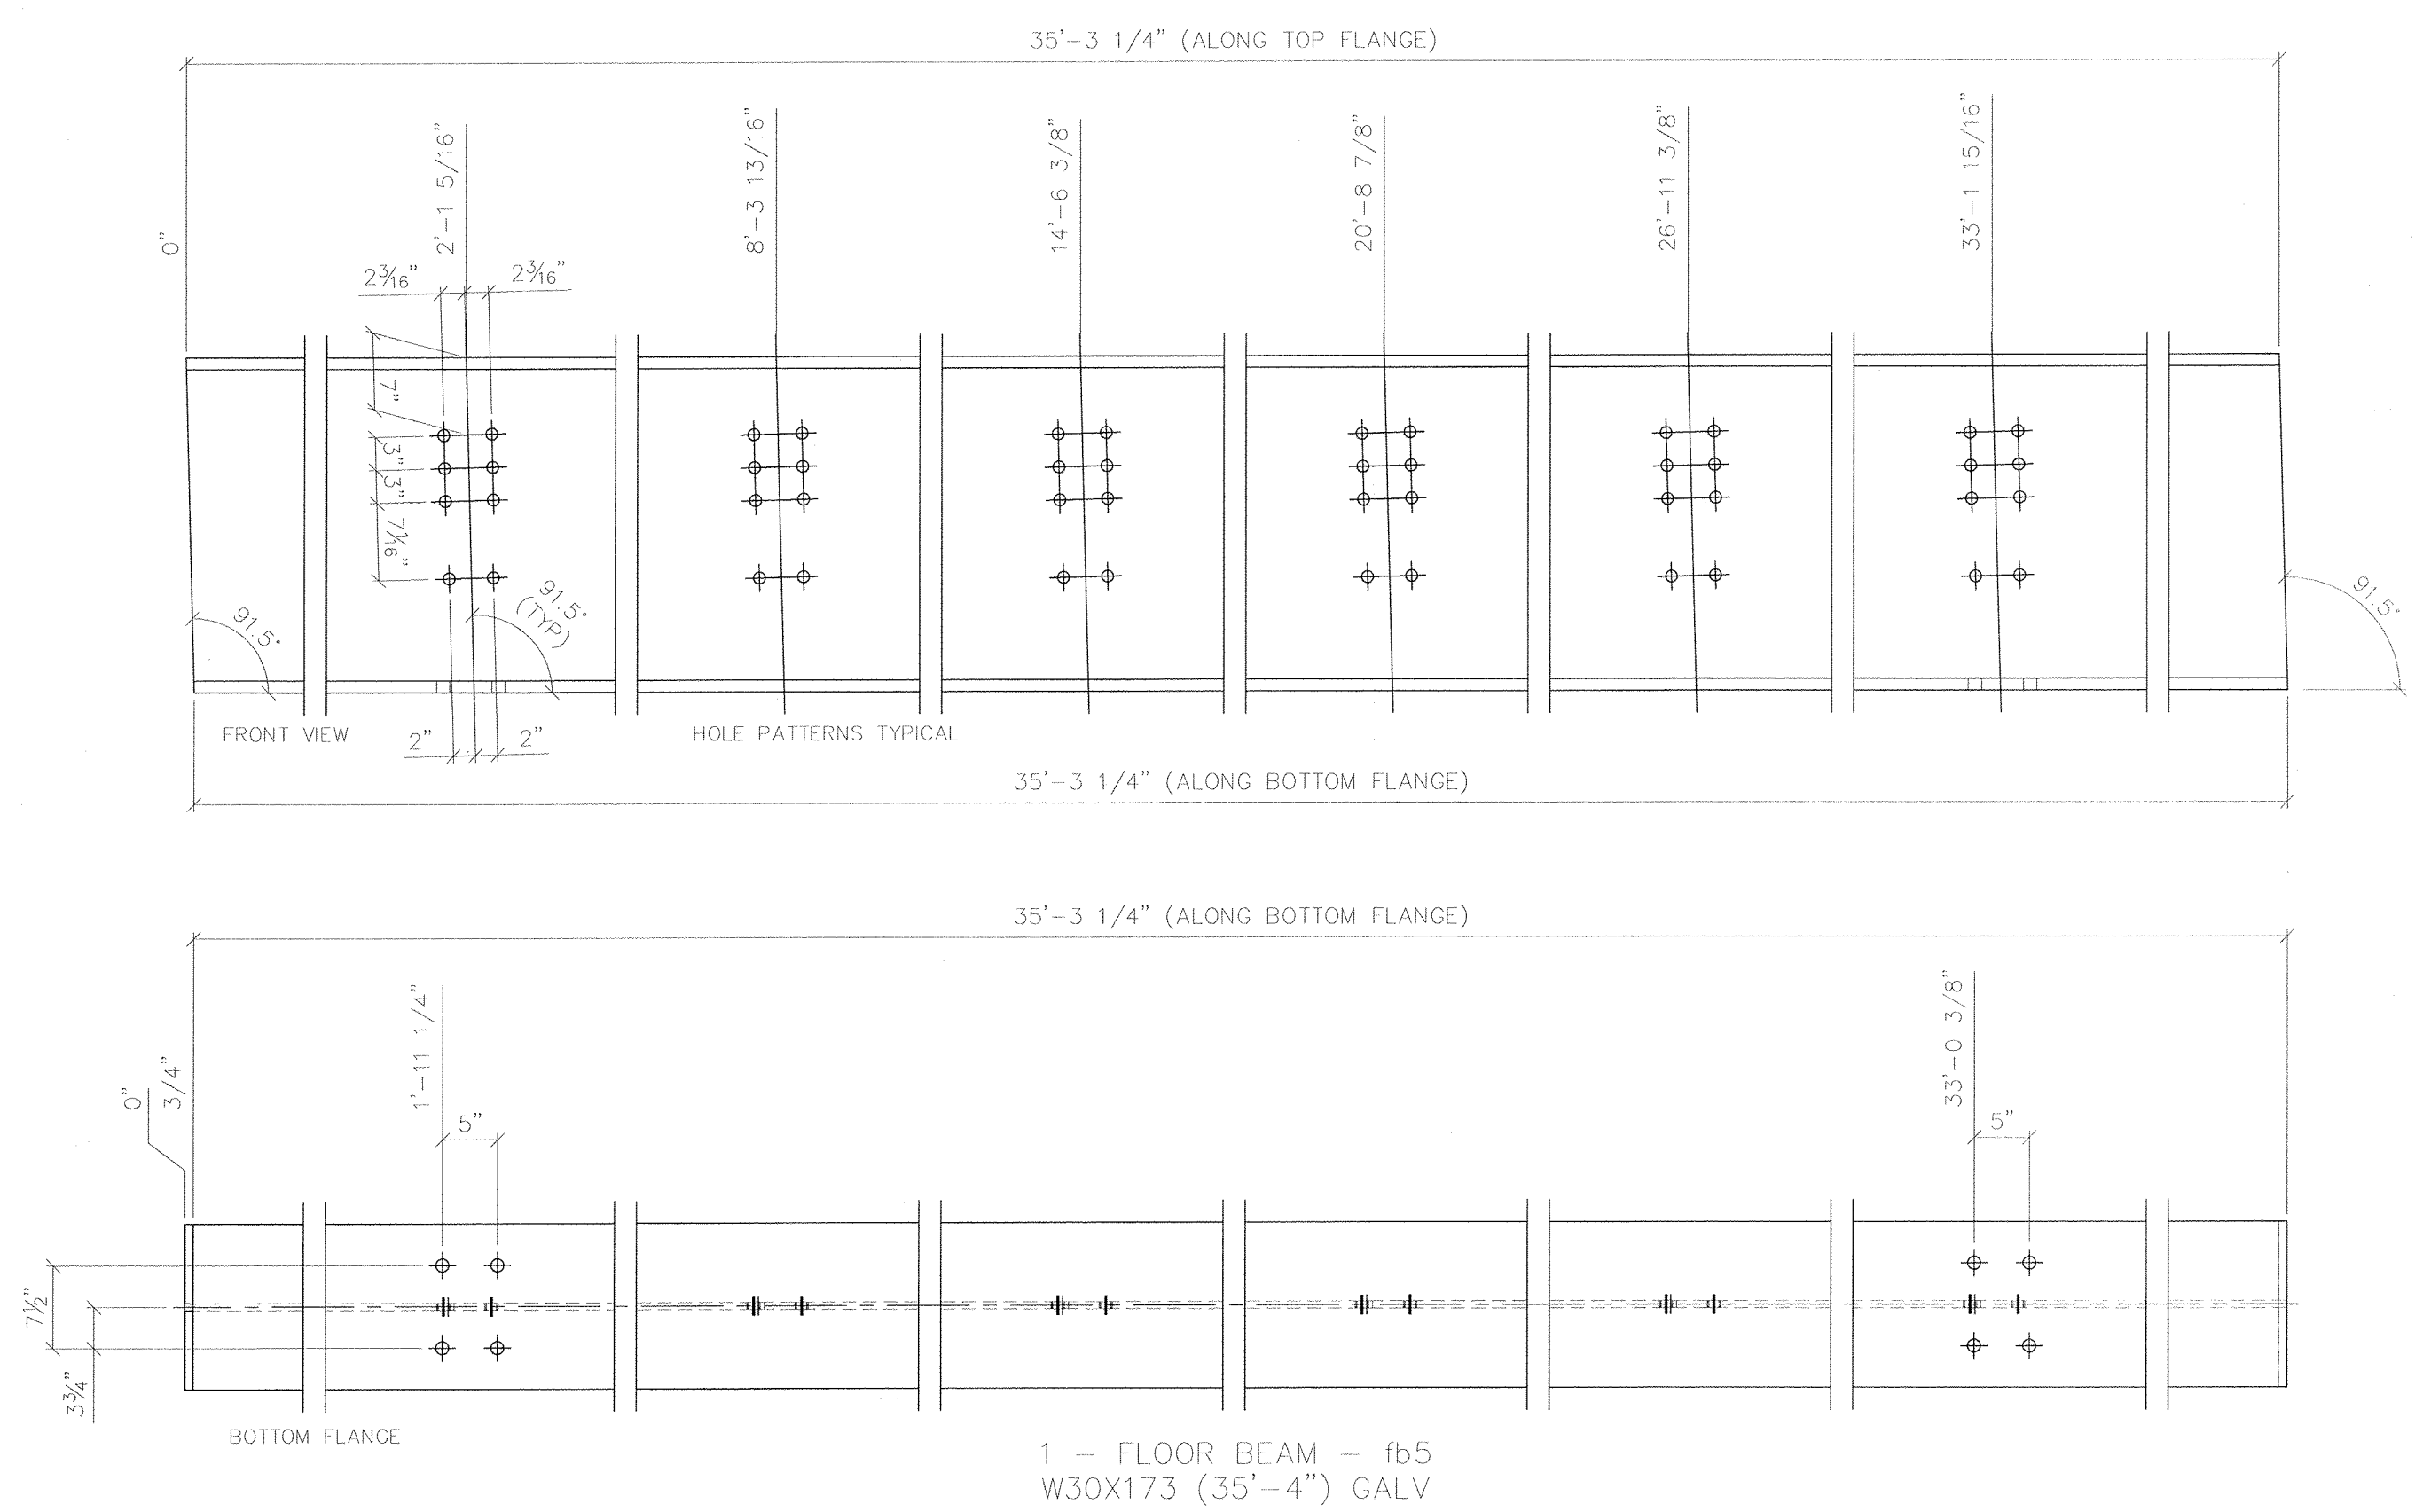 35'-3 1/4" (ALONG TOP FLANGE)
0"
2'-1 5/16"
8'-3 13/16"
14'-6 3/8"
20'-8 7/8"
26'-11 3/8"
33'-1 15/16"
2 3/16"
2 3/16"
7"
3"
3"
7 1/16"
91.5°
91.5°
(TYP)
91.5°
FRONT VIEW
2"
2"
HOLE PATTERNS TYPICAL
35'-3 1/4" (ALONG BOTTOM FLANGE)
35'-3 1/4" (ALONG BOTTOM FLANGE)
0"
3/4"
1'-11 1/4"
5"
33'-0 3/8"
5"
7 1/2"
3 3/4"
BOTTOM FLANGE
1 - FLOOR BEAM - fb5
W30X173 (35'-4") GALV